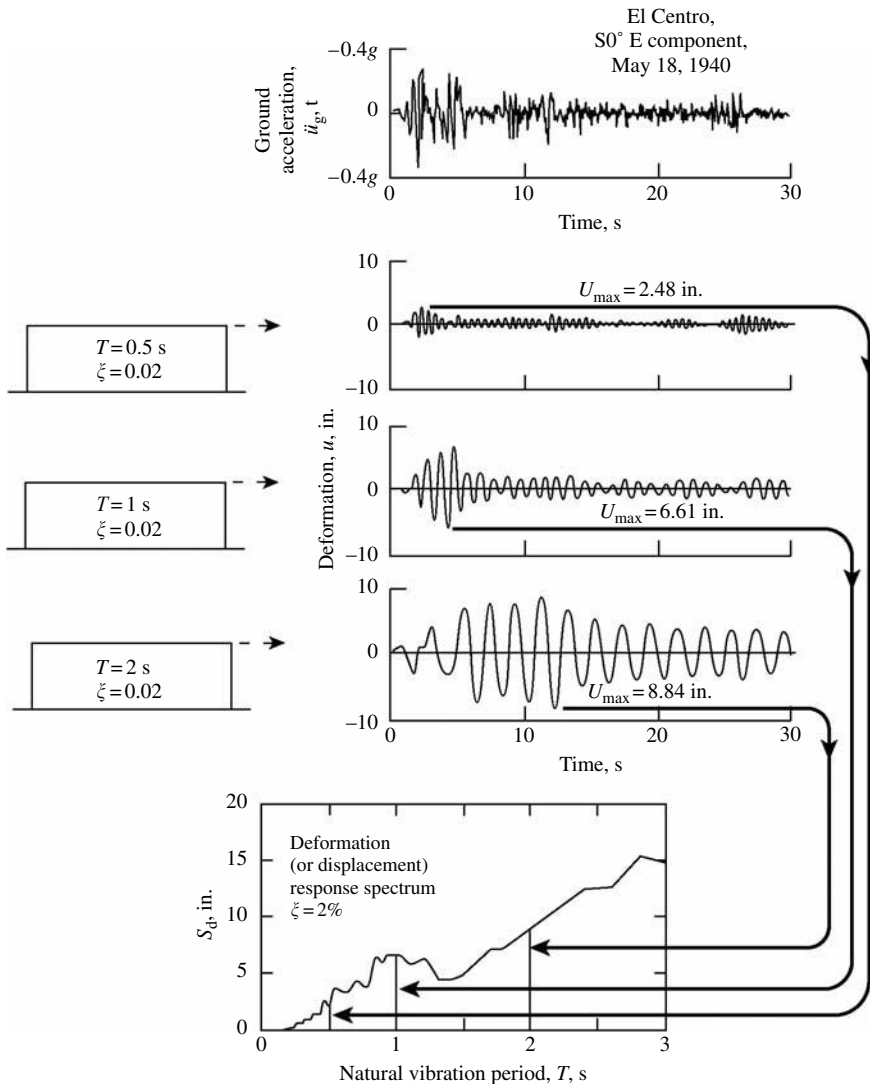 El Centro,
S0° E component,
May 18, 1940
Ground
acceleration,
ü_g, t
−0.4g
0
−0.4g
0
10
20
30
Time, s
Deformation, u, in.
10
0
−10
U_max = 2.48 in.
T = 0.5 s
ξ = 0.02
10
0
−10
U_max = 6.61 in.
T = 1 s
ξ = 0.02
10
0
−10
U_max = 8.84 in.
T = 2 s
ξ = 0.02
0
10
20
30
Time, s
S_d, in.
20
15
10
5
0
Deformation
(or displacement)
response spectrum
ξ = 2%
0
1
2
3
Natural vibration period, T, s